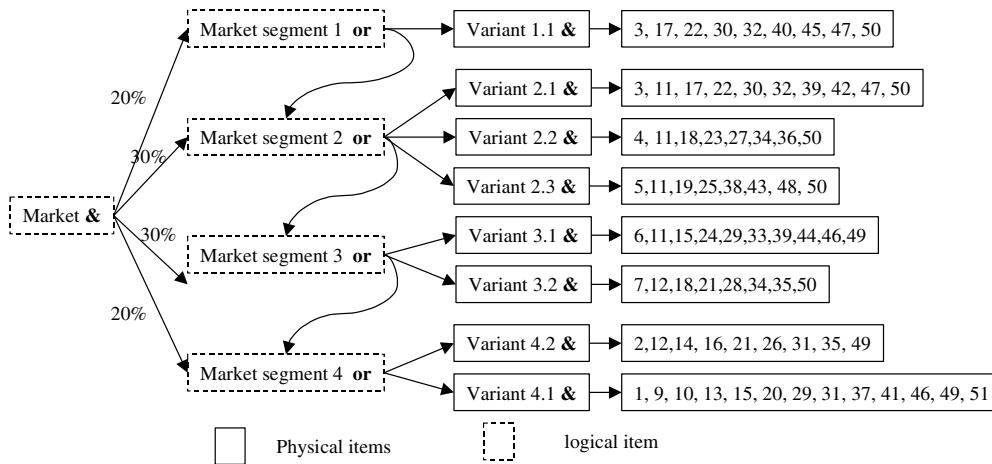 Market segment 1 or
Variant 1.1 &
3, 17, 22, 30, 32, 40, 45, 47, 50
20%
Variant 2.1 &
3, 11, 17, 22, 30, 32, 39, 42, 47, 50
Market segment 2 or
Variant 2.2 &
4, 11,18,23,27,34,36,50
30%
Variant 2.3 &
5,11,19,25,38,43, 48, 50
Market &
30%
Variant 3.1 &
6,11,15,24,29,33,39,44,46,49
Market segment 3 or
Variant 3.2 &
7,12,18,21,28,34,35,50
20%
Variant 4.2 &
2,12,14, 16, 21, 26, 31, 35, 49
Market segment 4 or
Variant 4.1 &
1, 9, 10, 13, 15, 20, 29, 31, 37, 41, 46, 49, 51
Physical items
logical item